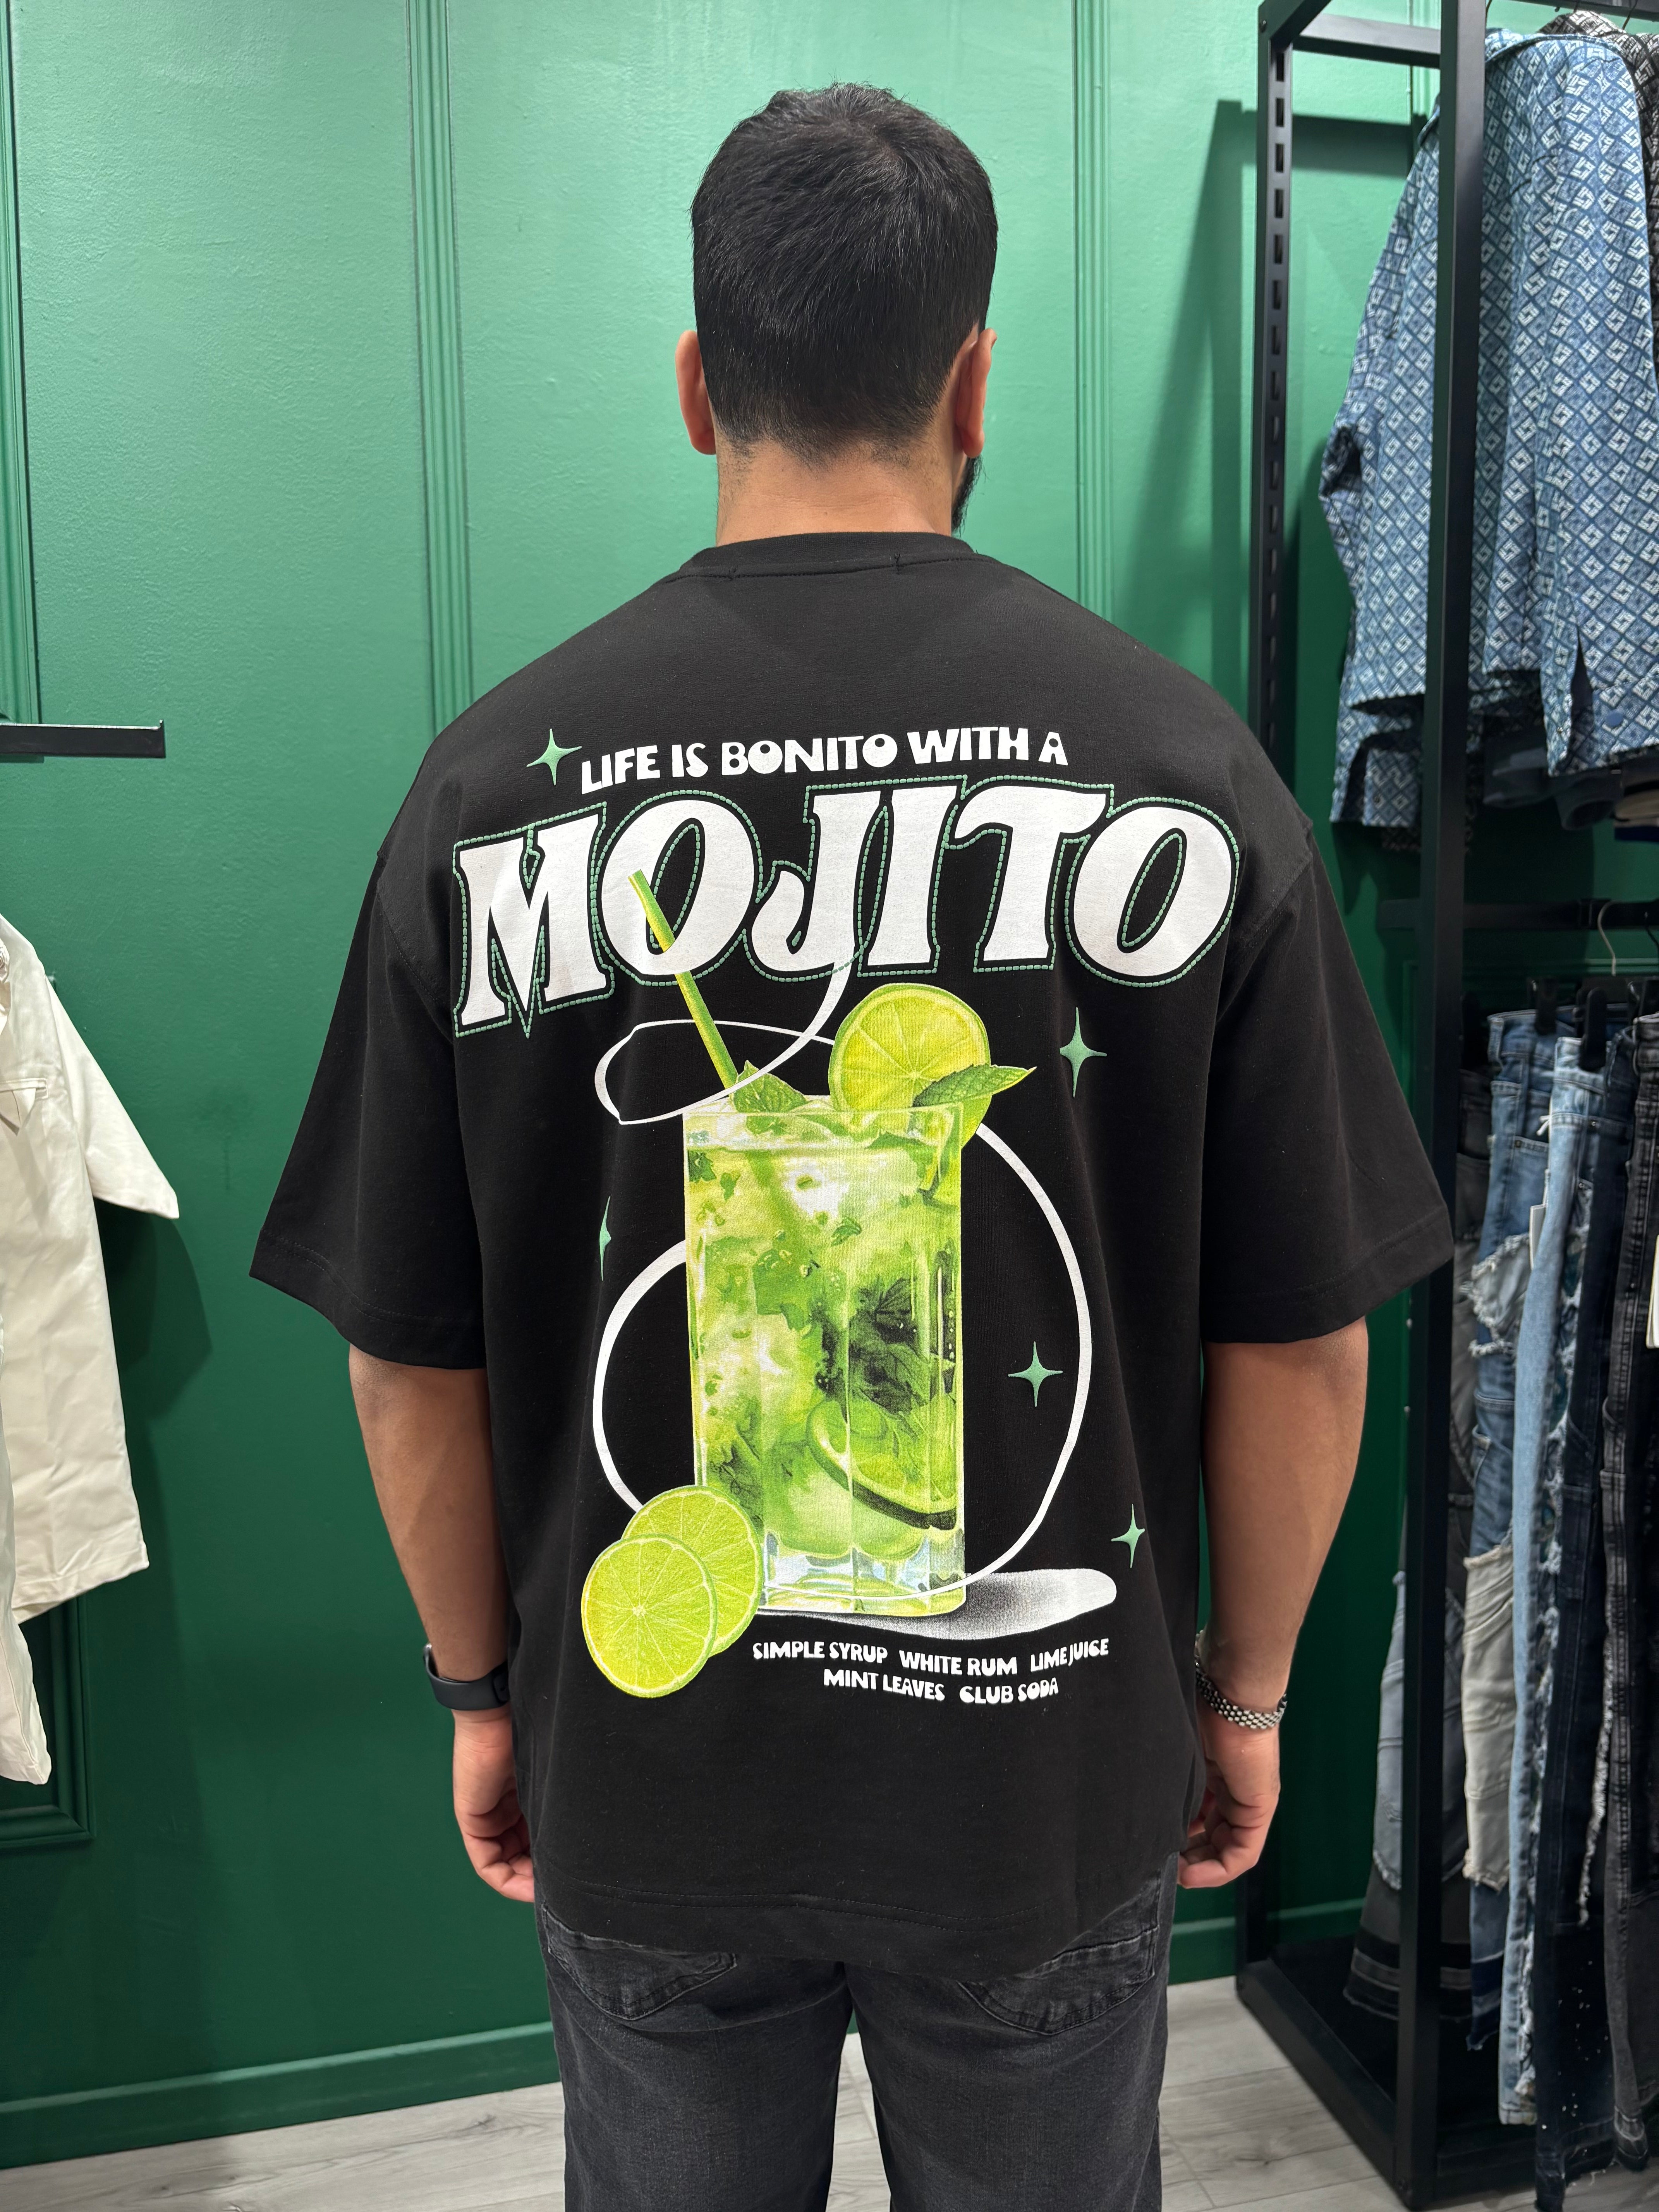 LIFE IS BONITO WITH A
MOJITO
SIMPLE SYRUP WHITE RUM LIME JUICE
MINT LEAVES CLUB SODA